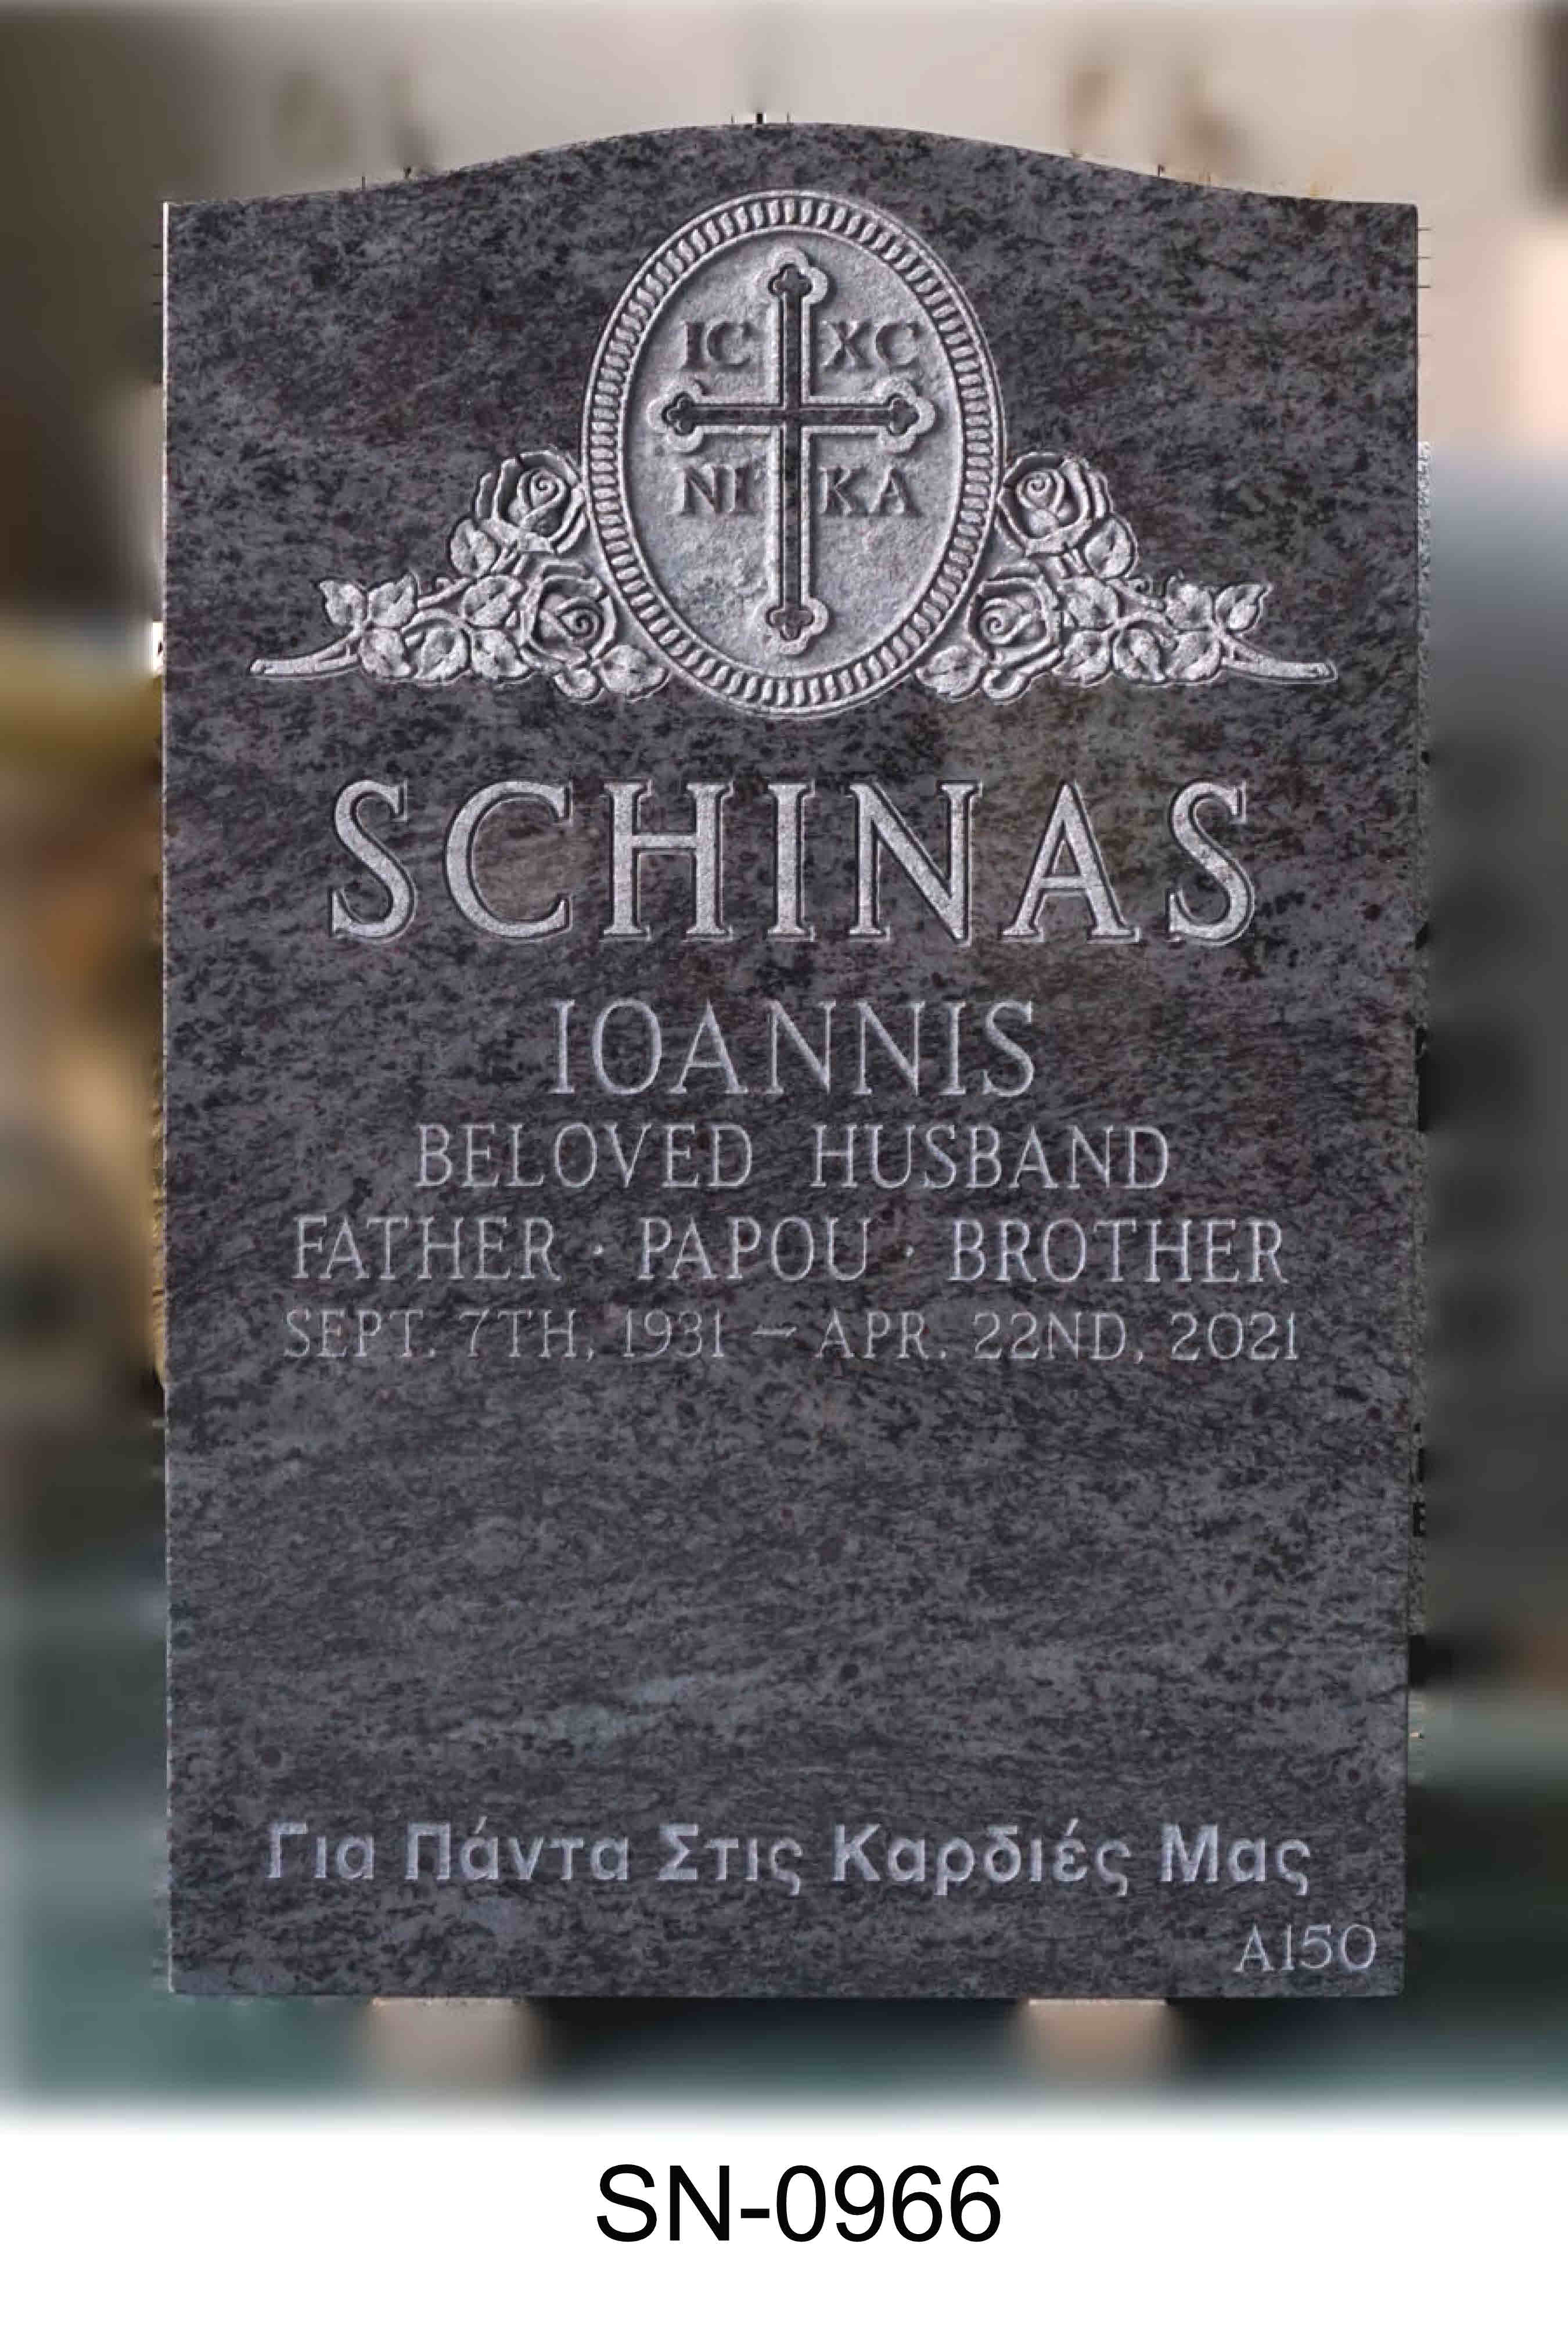 IC XC
NI KA
SCHINAS
IOANNIS
BELOVED HUSBAND
FATHER · PAPOU · BROTHER
SEPT. 7TH, 1931 – APR. 22ND, 2021
Για Πάντα Στις Καρδιές Μας
A150
SN-0966